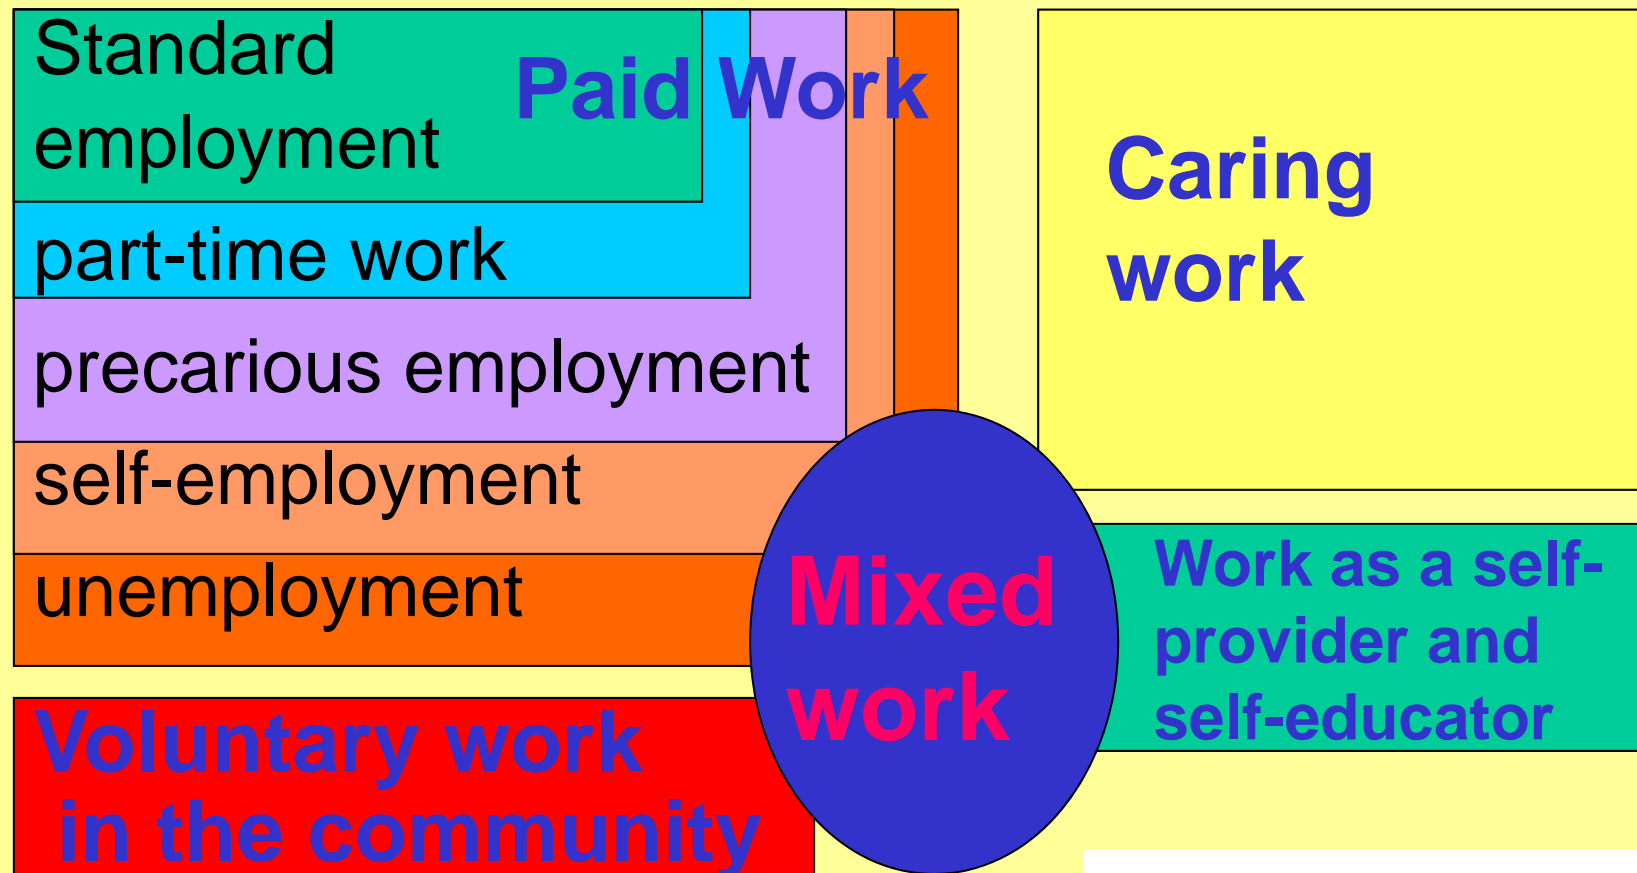 Standard
employment
Paid Work
part-time work
precarious employment
self-employment
unemployment
Caring
work
Mixed
work
Work as a self-
provider and
self-educator
Voluntary work
in the community